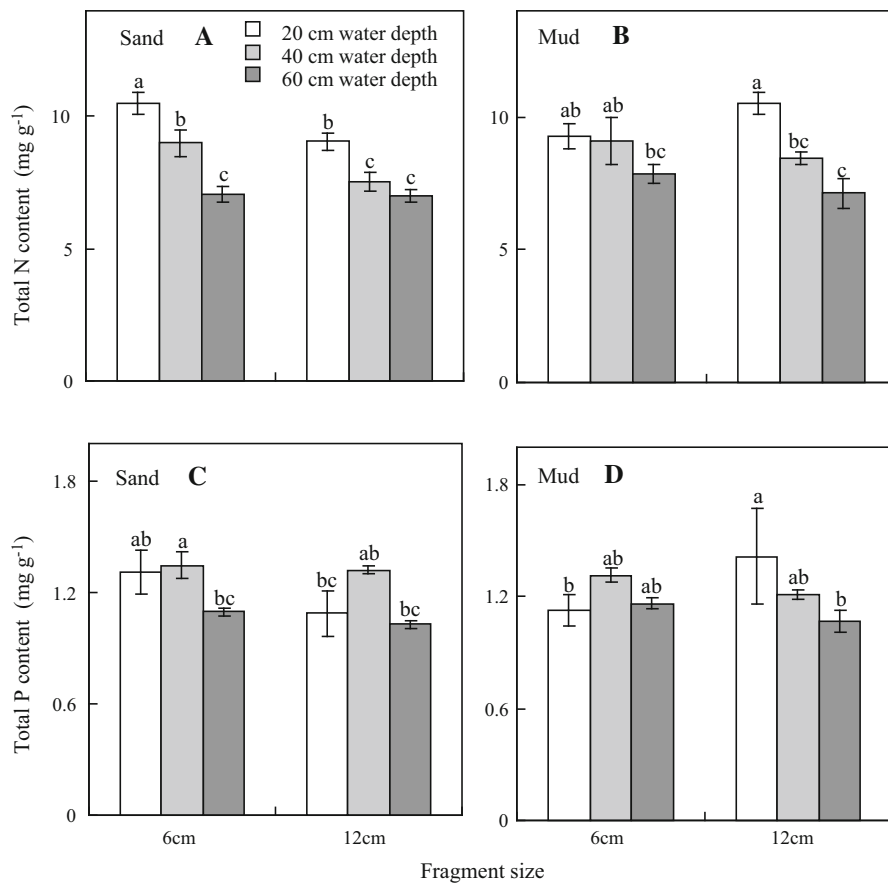 Sand A
20 cm water depth
40 cm water depth
60 cm water depth
a
b
c
b
c
c
10
5
0
Total N content (mg g-1)
Mud B
ab
ab
bc
a
bc
c
10
5
0
Sand C
ab
a
bc
bc
ab
bc
1.8
1.2
0.6
0
Total P content (mg g-1)
6cm
12cm
Mud D
b
ab
ab
a
ab
b
1.8
1.2
0.6
0
6cm
12cm
Fragment size